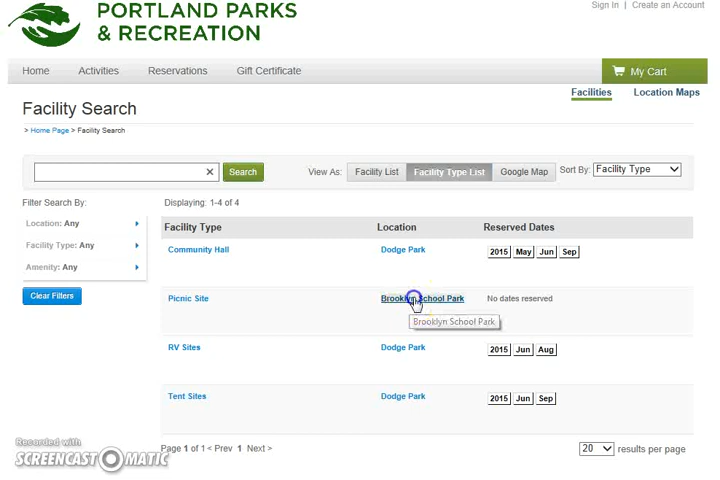 Sign In | Create an Account
PORTLAND PARKS
& RECREATION
Home Activities Reservations Gift Certificate My Cart
Facilities Location Maps
Facility Search
> Home Page > Facility Search
✕ Search View As: Facility List Facility Type List Google Map Sort By: Facility Type
Filter Search By: Displaying: 1-4 of 4
Location: Any
Facility Type: Any
Amenity: Any
Clear Filters
Facility Type Location Reserved Dates
Community Hall Dodge Park 2015 May Jun Sep
Picnic Site Brooklyn School Park No dates reserved
Brooklyn School Park
RV Sites Dodge Park 2015 Jun Aug
Tent Sites Dodge Park 2015 Jun Sep
Page 1 of 1 < Prev 1 Next > 20 results per page
Recorded with
SCREENCAST O MATIC